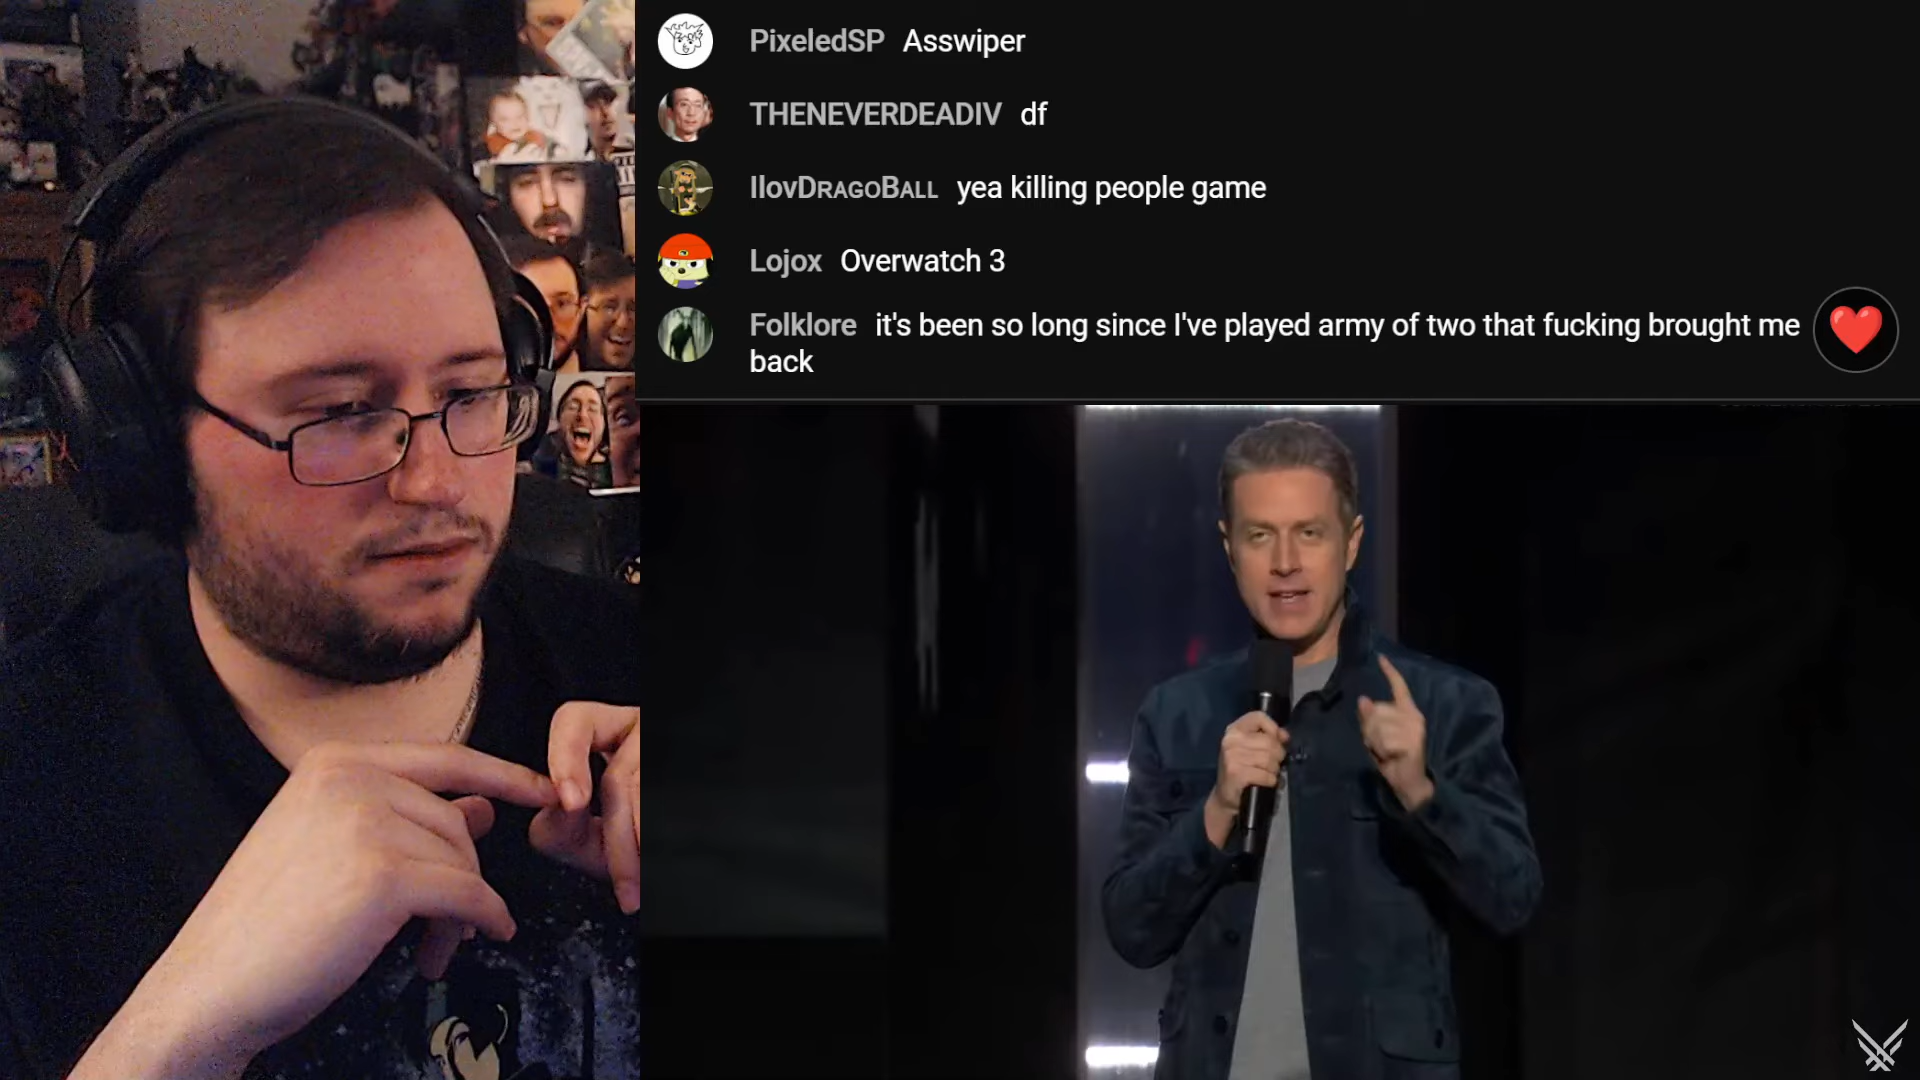 PixeledSP Asswiper
THENEVERDEADIV df
IlovDragoBall yea killing people game
Lojox Overwatch 3
Folklore it's been so long since I've played army of two that fucking brought me
back